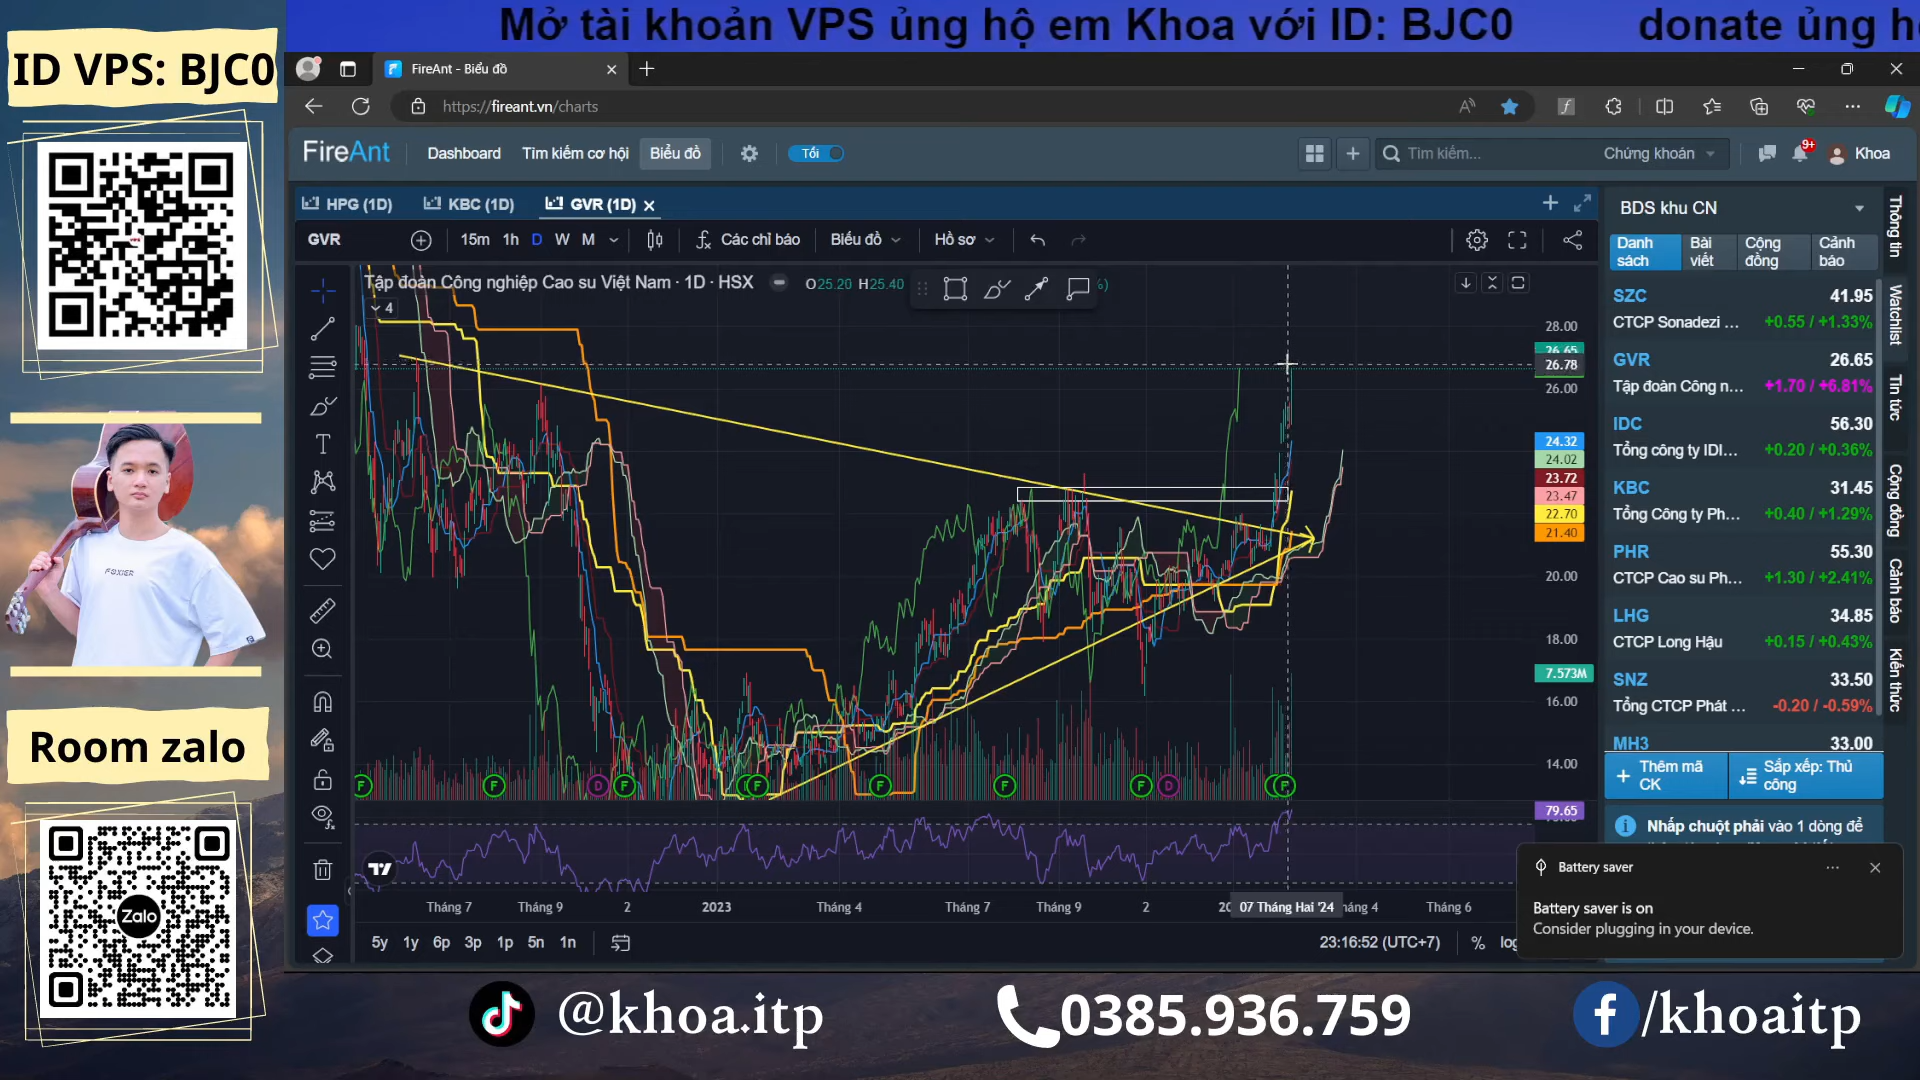 Mở tài khoản VPS ủng hộ em Khoa với ID: BJC0 donate ủng
ID VPS: BJC0
FireAnt - Biểu đồ
https://fireant.vn/charts
FireAnt Dashboard Tìm kiếm cơ hội Biểu đồ Tối Tìm kiếm... Chứng khoán 9+ Khoa
HPG (1D) KBC (1D) GVR (1D)
GVR 15m 1h D W M Các chỉ báo Biểu đồ Hồ sơ
Tập đoàn Công nghiệp Cao su Việt Nam · 1D · HSX O25.20 H25.40
4
28.00
26.65
26.78
26.00
24.32
24.02
23.72
23.47
22.70
21.40
20.00
18.00
7.573M
16.00
14.00
F F D F F F F F D F
79.65
Tháng 7 Tháng 9 2 2023 Tháng 4 Tháng 7 Tháng 9 2 20 07 Tháng Hai '24 háng 4 Tháng 6
5y 1y 6p 3p 1p 5n 1n 23:16:52 (UTC+7) % log
BDS khu CN
Danh sách Bài viết Cộng đồng Cảnh báo
SZC 41.95
CTCP Sonadezi ... +0.55 / +1.33%
GVR 26.65
Tập đoàn Công n... +1.70 / +6.81%
IDC 56.30
Tổng công ty IDI... +0.20 / +0.36%
KBC 31.45
Tổng Công ty Ph... +0.40 / +1.29%
PHR 55.30
CTCP Cao su Ph... +1.30 / +2.41%
LHG 34.85
CTCP Long Hậu +0.15 / +0.43%
SNZ 33.50
Tổng CTCP Phát ... -0.20 / -0.59%
MH3 33.00
Thêm mã CK
Sắp xếp: Thủ công
Nhấp chuột phải vào 1 dòng để
Thông tin
Watchlist
Tin tức
Cộng đồng
Cảnh báo
Kiến thức
Battery saver
Battery saver is on
Consider plugging in your device.
FOXIER
Room zalo
Zalo
@khoa.itp 0385.936.759 /khoaitp